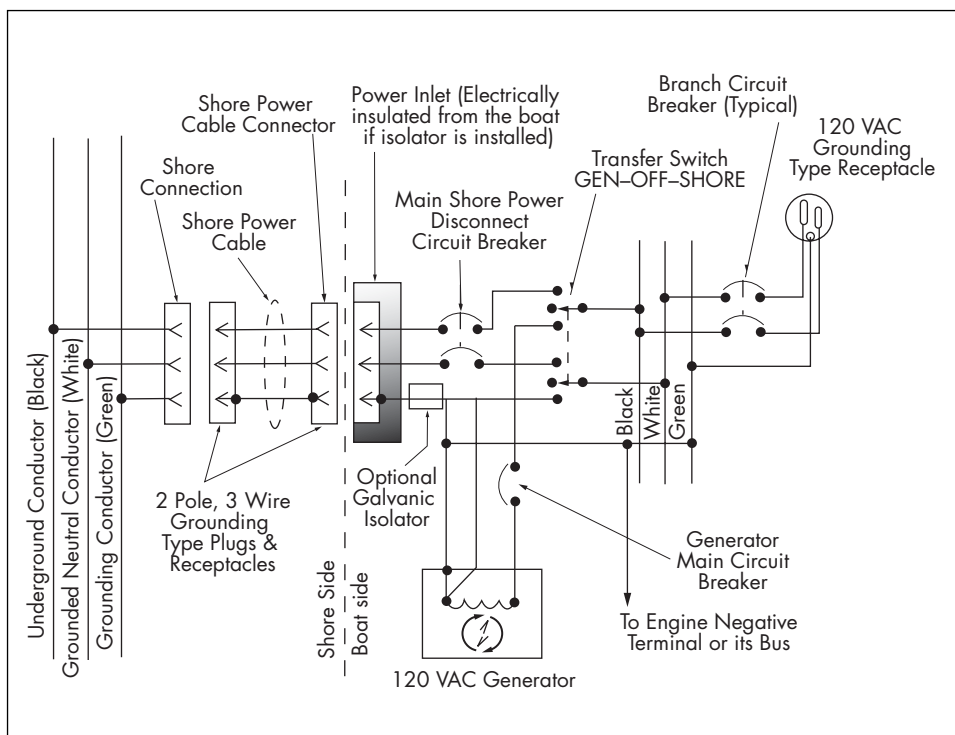 Shore Power
Cable Connector
Power Inlet (Electrically
insulated from the boat
if isolator is installed)
Branch Circuit
Breaker (Typical)
120 VAC
Grounding
Type Receptacle
Shore
Connection
Transfer Switch
GEN–OFF–SHORE
Main Shore Power
Disconnect
Circuit Breaker
Shore Power
Cable
Underground Conductor (Black)
Grounded Neutral Conductor (White)
Grounding Conductor (Green)
Black
White
Green
2 Pole, 3 Wire
Grounding
Type Plugs &
Receptacles
Shore Side
Boat side
Optional
Galvanic
Isolator
Generator
Main Circuit
Breaker
To Engine Negative
Terminal or its Bus
120 VAC Generator